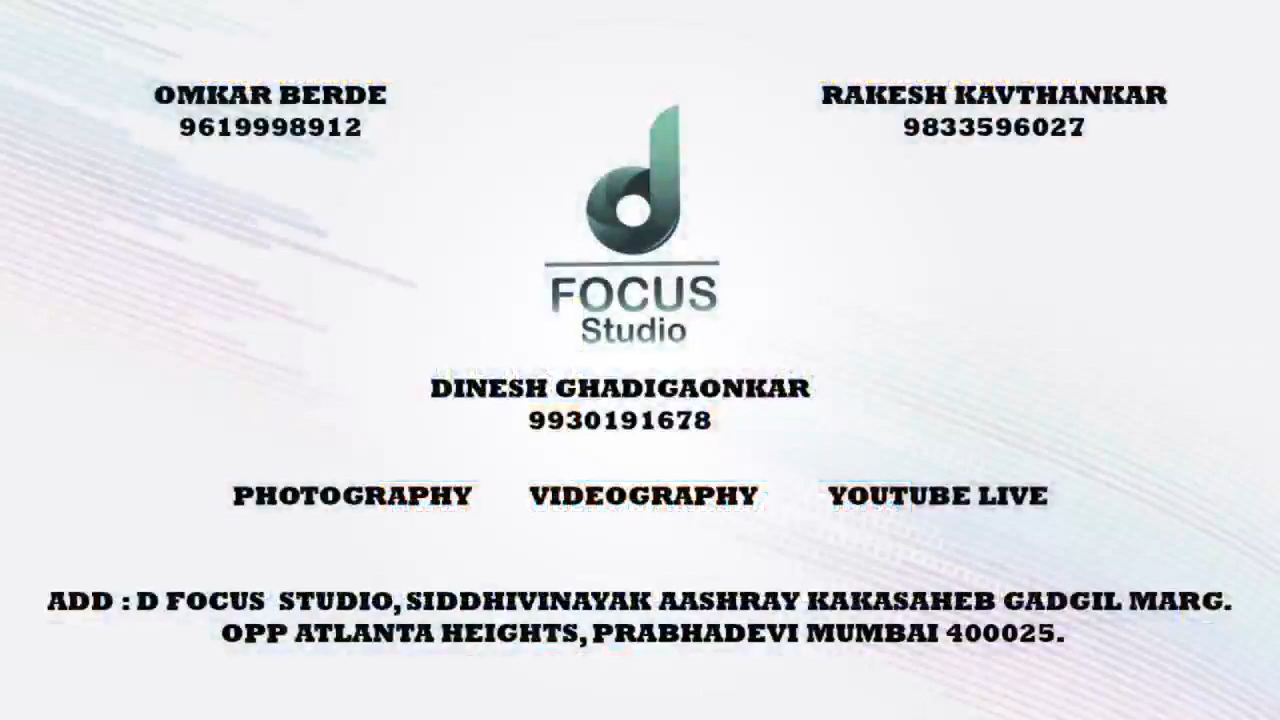 OMKAR BERDE
9619998912
RAKESH KAVTHANKAR
9833596027
d
FOCUS
Studio
DINESH GHADIGAONKAR
9930191678
PHOTOGRAPHY VIDEOGRAPHY YOUTUBE LIVE
ADD : D FOCUS STUDIO, SIDDHIVINAYAK AASHRAY KAKASAHEB GADGIL MARG.
OPP ATLANTA HEIGHTS, PRABHADEVI MUMBAI 400025.